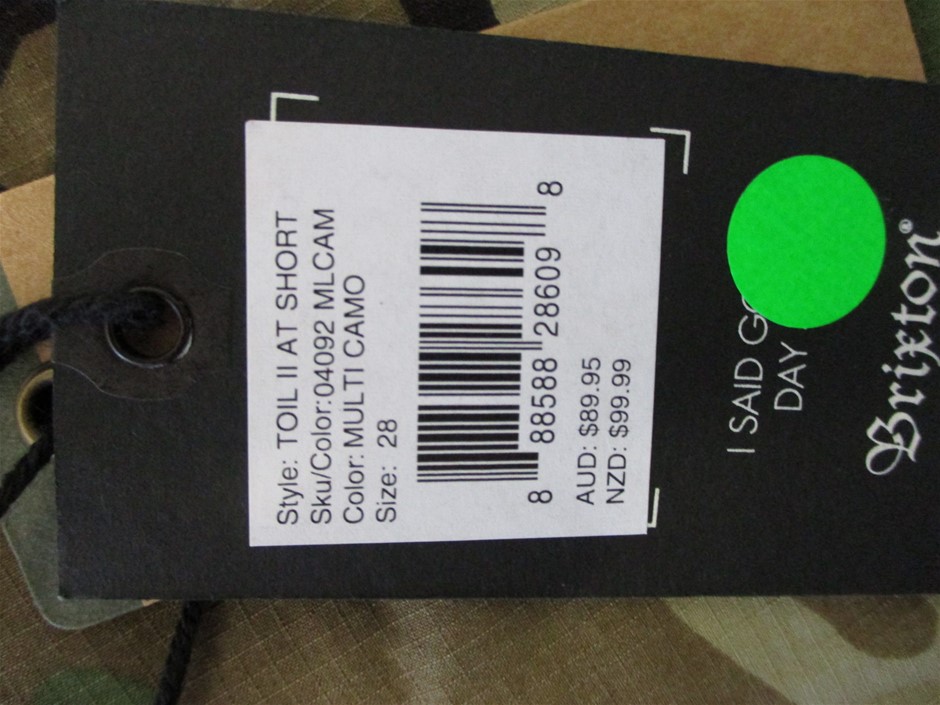 Style: TOIL II AT SHORT
Sku/Color:04092 MLCAM
Color: MULTI CAMO
Size: 28
8 88588 28609 8
AUD: $89.95
NZD: $99.99
I SAID
DAY
Brixton®